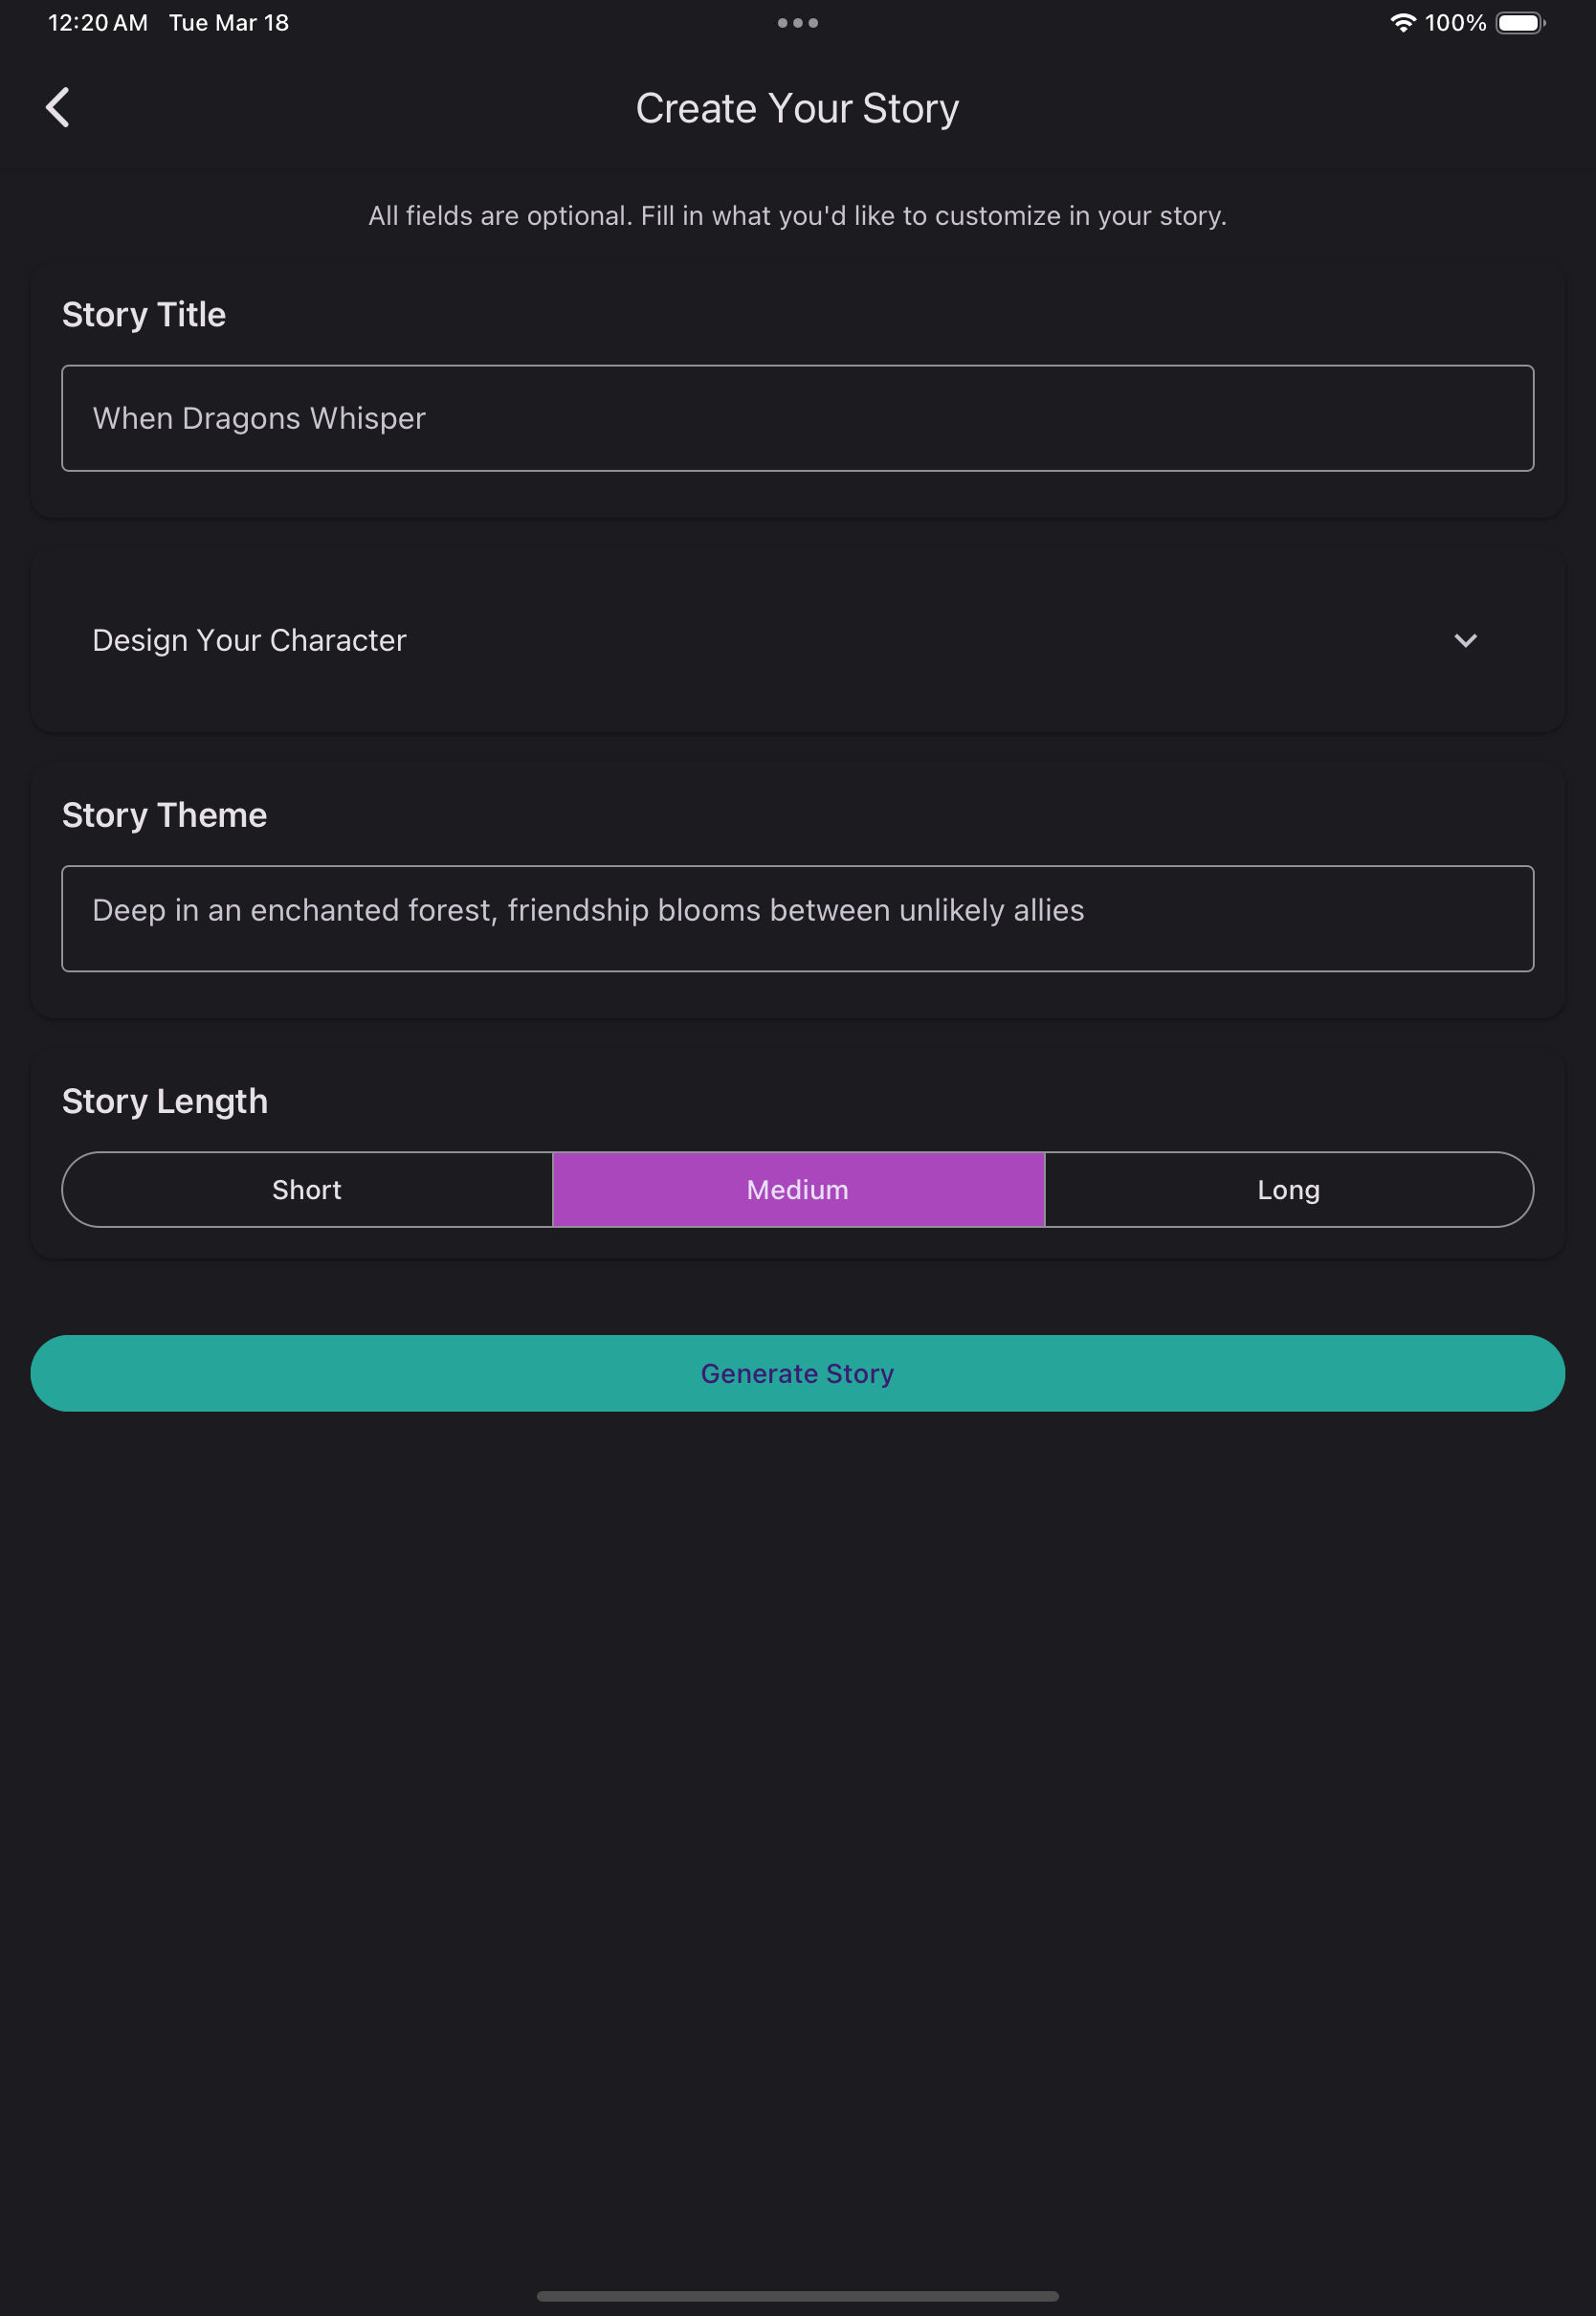 12:20 AM Tue Mar 18
100%
Create Your Story
All fields are optional. Fill in what you'd like to customize in your story.
Story Title
When Dragons Whisper
Design Your Character
Story Theme
Deep in an enchanted forest, friendship blooms between unlikely allies
Story Length
Short Medium Long
Generate Story